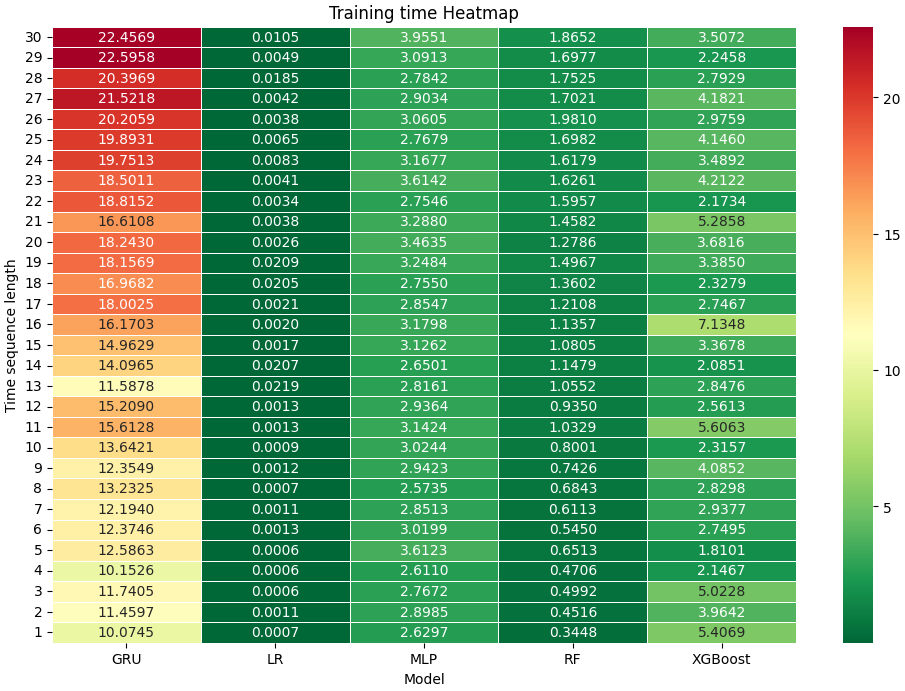 Training time Heatmap
30 22.4569 0.0105 3.9551 1.8652 3.5072
29 22.5958 0.0049 3.0913 1.6977 2.2458
28 20.3969 0.0185 2.7842 1.7525 2.7929
27 21.5218 0.0042 2.9034 1.7021 4.1821
26 20.2059 0.0038 3.0605 1.9810 2.9759
25 19.8931 0.0065 2.7679 1.6982 4.1460
24 19.7513 0.0083 3.1677 1.6179 3.4892
23 18.5011 0.0041 3.6142 1.6261 4.2122
22 18.8152 0.0034 2.7546 1.5957 2.1734
21 16.6108 0.0038 3.2880 1.4582 5.2858
20 18.2430 0.0026 3.4635 1.2786 3.6816
19 18.1569 0.0209 3.2484 1.4967 3.3850
18 16.9682 0.0205 2.7550 1.3602 2.3279
17 18.0025 0.0021 2.8547 1.2108 2.7467
16 16.1703 0.0020 3.1798 1.1357 7.1348
15 14.9629 0.0017 3.1262 1.0805 3.3678
14 14.0965 0.0207 2.6501 1.1479 2.0851
13 11.5878 0.0219 2.8161 1.0552 2.8476
12 15.2090 0.0013 2.9364 0.9350 2.5613
11 15.6128 0.0013 3.1424 1.0329 5.6063
10 13.6421 0.0009 3.0244 0.8001 2.3157
9 12.3549 0.0012 2.9423 0.7426 4.0852
8 13.2325 0.0007 2.5735 0.6843 2.8298
7 12.1940 0.0011 2.8513 0.6113 2.9377
6 12.3746 0.0013 3.0199 0.5450 2.7495
5 12.5863 0.0006 3.6123 0.6513 1.8101
4 10.1526 0.0006 2.6110 0.4706 2.1467
3 11.7405 0.0006 2.7672 0.4992 5.0228
2 11.4597 0.0011 2.8985 0.4516 3.9642
1 10.0745 0.0007 2.6297 0.3448 5.4069
GRU LR MLP RF XGBoost
Model
Time sequence length
20
15
10
5